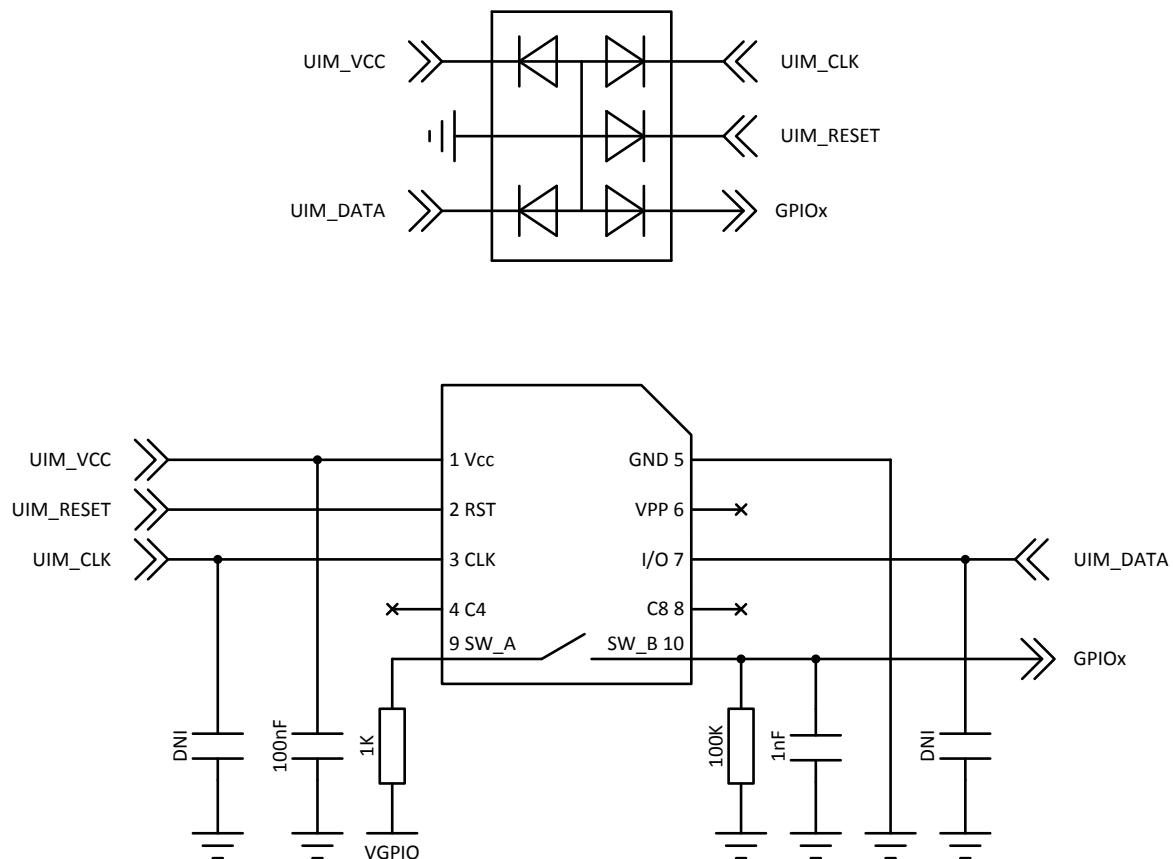 UIM_VCC
UIM_CLK
UIM_RESET
UIM_DATA
GPIOx
UIM_VCC
1 Vcc
GND 5
UIM_RESET
2 RST
VPP 6
UIM_CLK
3 CLK
I/O 7
UIM_DATA
4 C4
C8 8
9 SW_A
SW_B 10
GPIOx
DNI
100nF
1K
100K
1nF
DNI
VGPIO